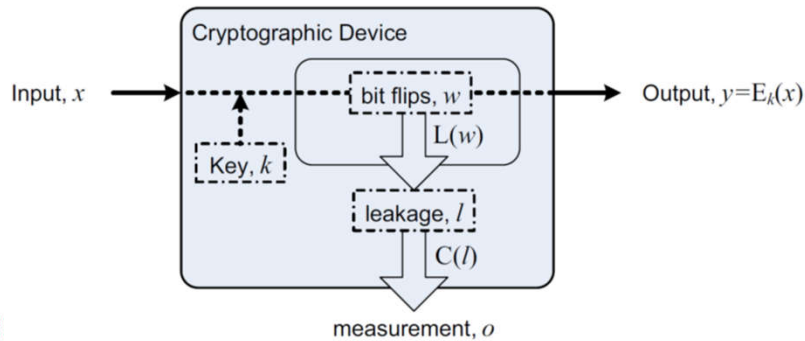 Cryptographic Device
Input, x
bit flips, w
Output, y=Eₖ(x)
L(w)
Key, k
leakage, l
C(l)
measurement, o